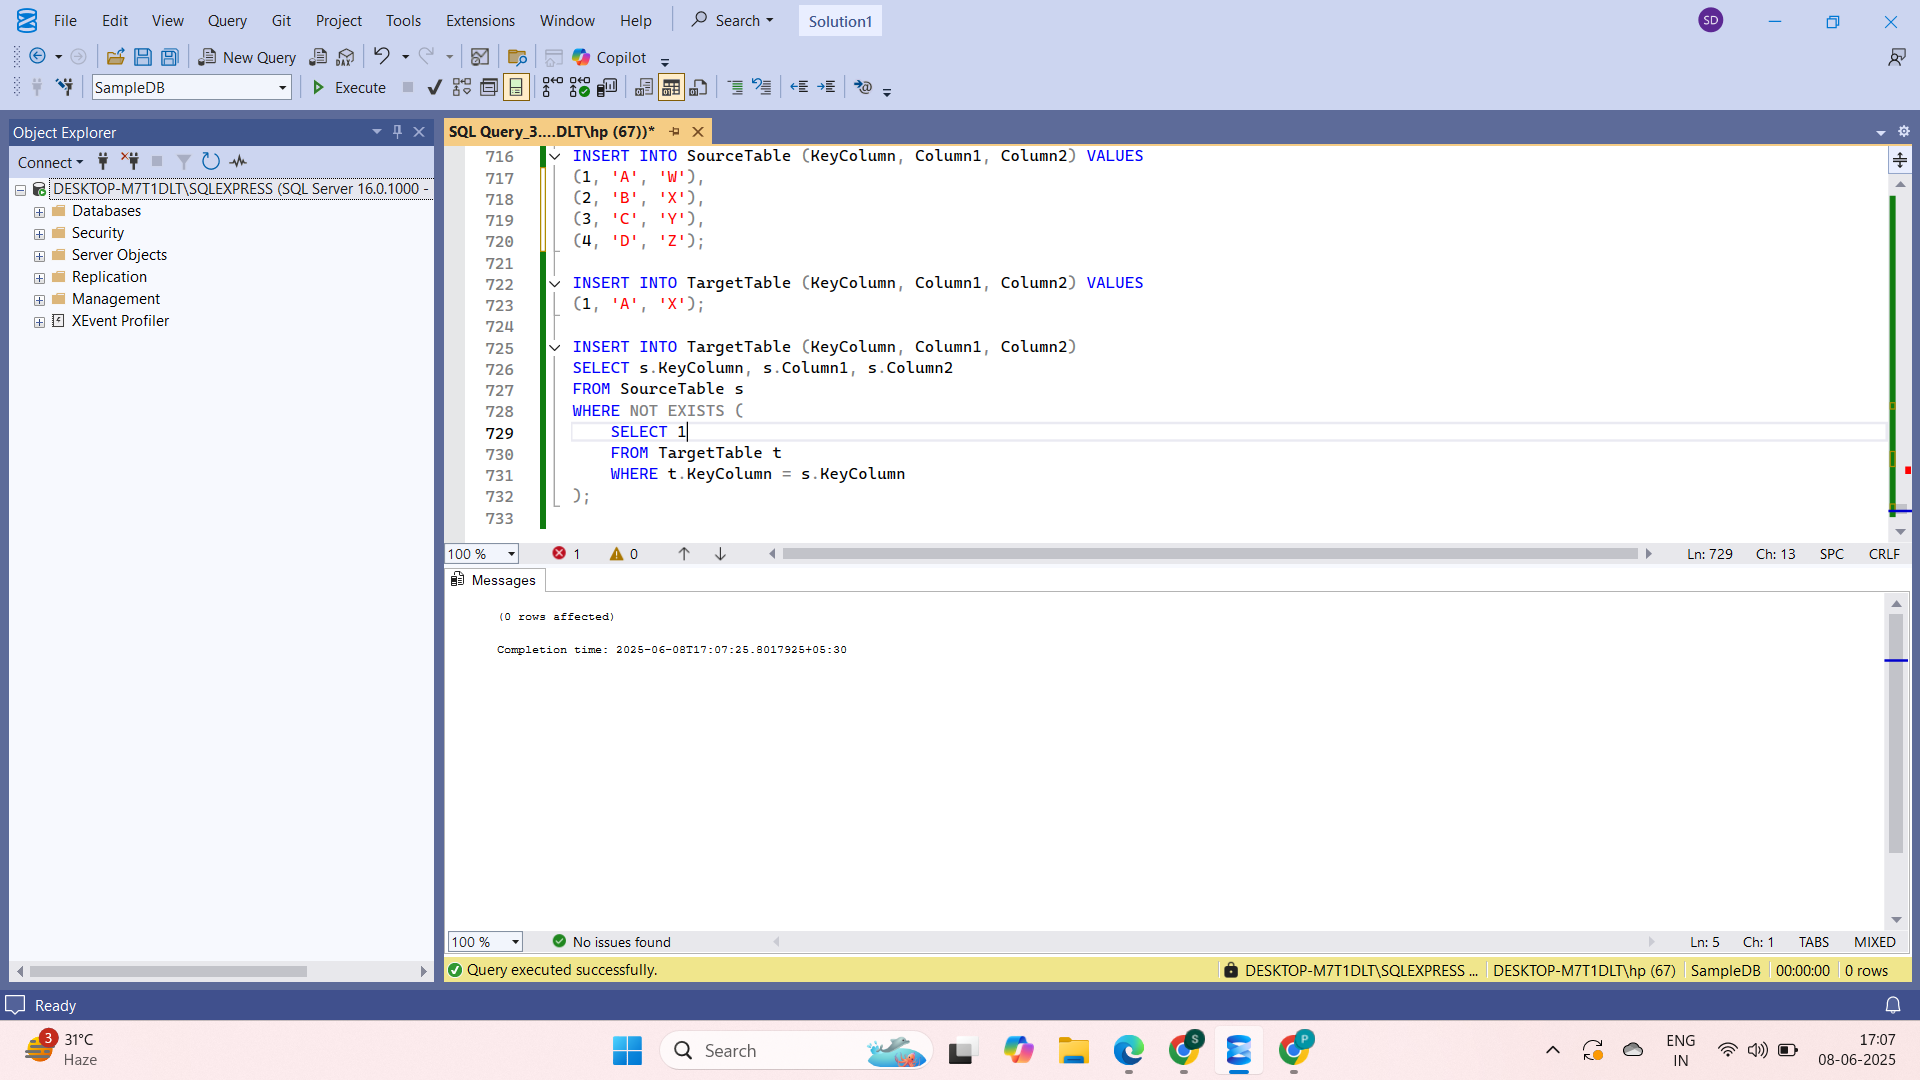 File Edit View Query Git Project Tools Extensions Window Help Search Solution1 SD
New Query DAX Copilot
SampleDB Execute
Object Explorer
Connect
DESKTOP-M7T1DLT\SQLEXPRESS (SQL Server 16.0.1000 -
Databases
Security
Server Objects
Replication
Management
XEvent Profiler
SQL Query_3....DLT\hp (67))*
716 INSERT INTO SourceTable (KeyColumn, Column1, Column2) VALUES
717 (1, 'A', 'W'),
718 (2, 'B', 'X'),
719 (3, 'C', 'Y'),
720 (4, 'D', 'Z');
721
722 INSERT INTO TargetTable (KeyColumn, Column1, Column2) VALUES
723 (1, 'A', 'X');
724
725 INSERT INTO TargetTable (KeyColumn, Column1, Column2)
726 SELECT s.KeyColumn, s.Column1, s.Column2
727 FROM SourceTable s
728 WHERE NOT EXISTS (
729 SELECT 1
730 FROM TargetTable t
731 WHERE t.KeyColumn = s.KeyColumn
732 );
733
100 % 1 0 Ln: 729 Ch: 13 SPC CRLF
Messages
(0 rows affected)
Completion time: 2025-06-08T17:07:25.8017925+05:30
100 % No issues found Ln: 5 Ch: 1 TABS MIXED
Query executed successfully. DESKTOP-M7T1DLT\SQLEXPRESS ... DESKTOP-M7T1DLT\hp (67) SampleDB 00:00:00 0 rows
Ready
3 31°C
Haze
Search
S
P
ENG
IN
17:07
08-06-2025